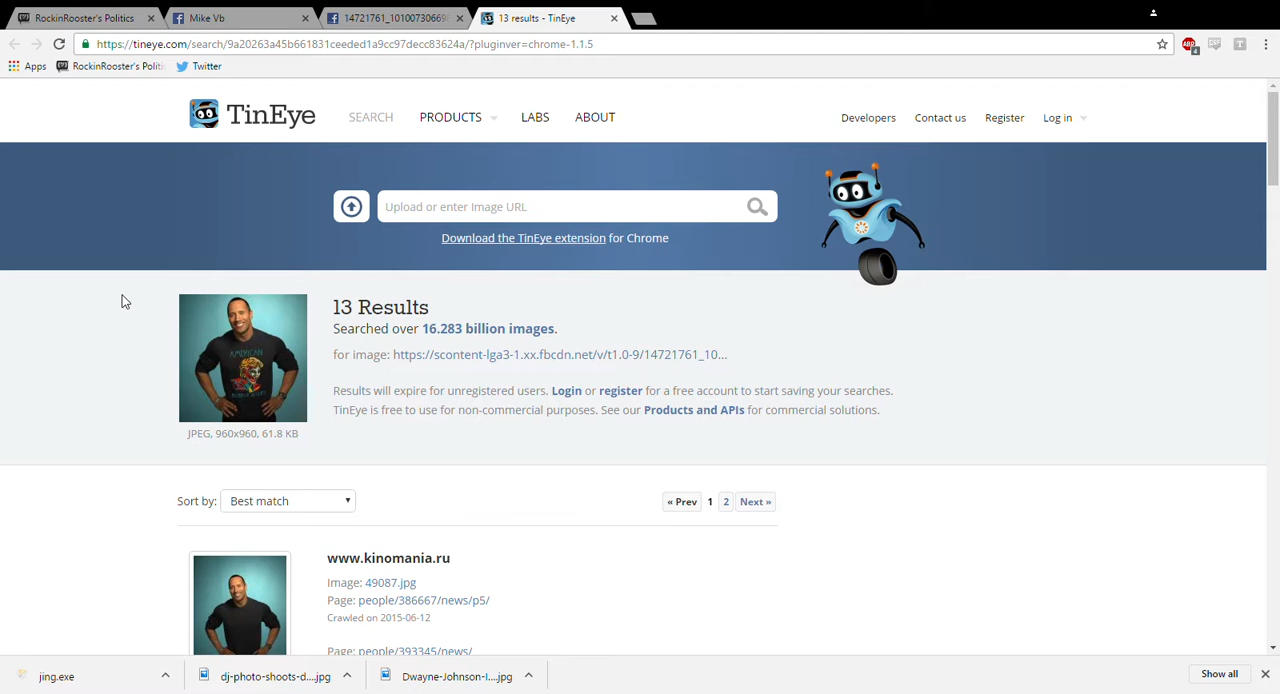 RockinRooster's Politics
Mike Vb
14721761_10100730669
13 results - TinEye
https://tineye.com/search/9a20263a45b661831ceeded1a9cc97decc83624a/?pluginver=chrome-1.1.5
Apps
RockinRooster's Politi
Twitter
TinEye
SEARCH
PRODUCTS
LABS
ABOUT
Developers
Contact us
Register
Log in
Upload or enter Image URL
Download the TinEye extension for Chrome
13 Results
Searched over 16.283 billion images.
for image: https://scontent-lga3-1.xx.fbcdn.net/v/t1.0-9/14721761_10...
Results will expire for unregistered users. Login or register for a free account to start saving your searches.
TinEye is free to use for non-commercial purposes. See our Products and APIs for commercial solutions.
AMERICAN
JPEG, 960x960, 61.8 KB
Sort by: Best match
« Prev 1 2 Next »
www.kinomania.ru
Image: 49087.jpg
Page: people/386667/news/p5/
Crawled on 2015-06-12
Page: people/393345/news/
jing.exe
dj-photo-shoots-d....jpg
Dwayne-Johnson-I....jpg
Show all